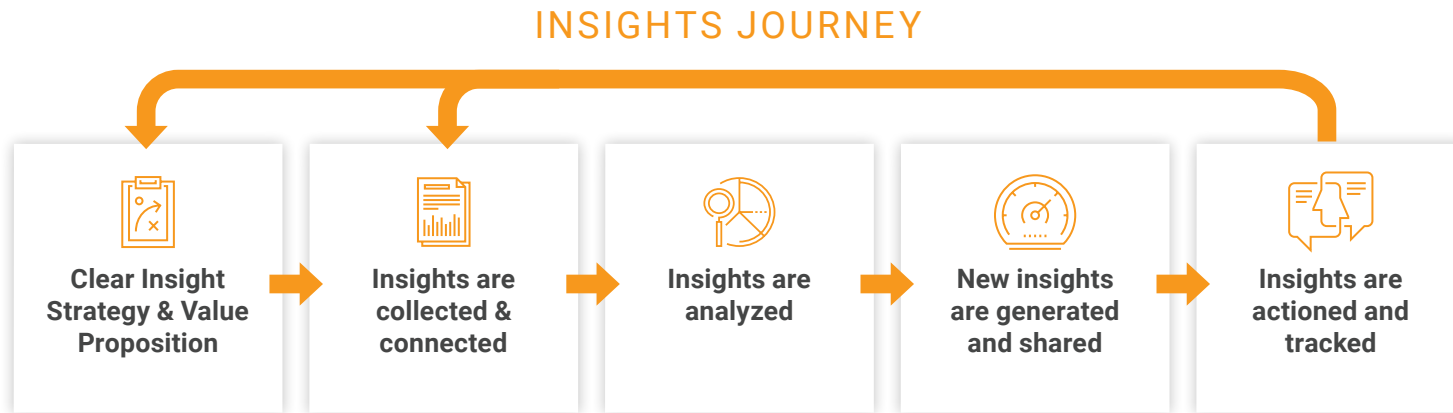 INSIGHTS JOURNEY
Clear Insight
Strategy & Value
Proposition
Insights are
collected &
connected
Insights are
analyzed
New insights
are generated
and shared
Insights are
actioned and
tracked